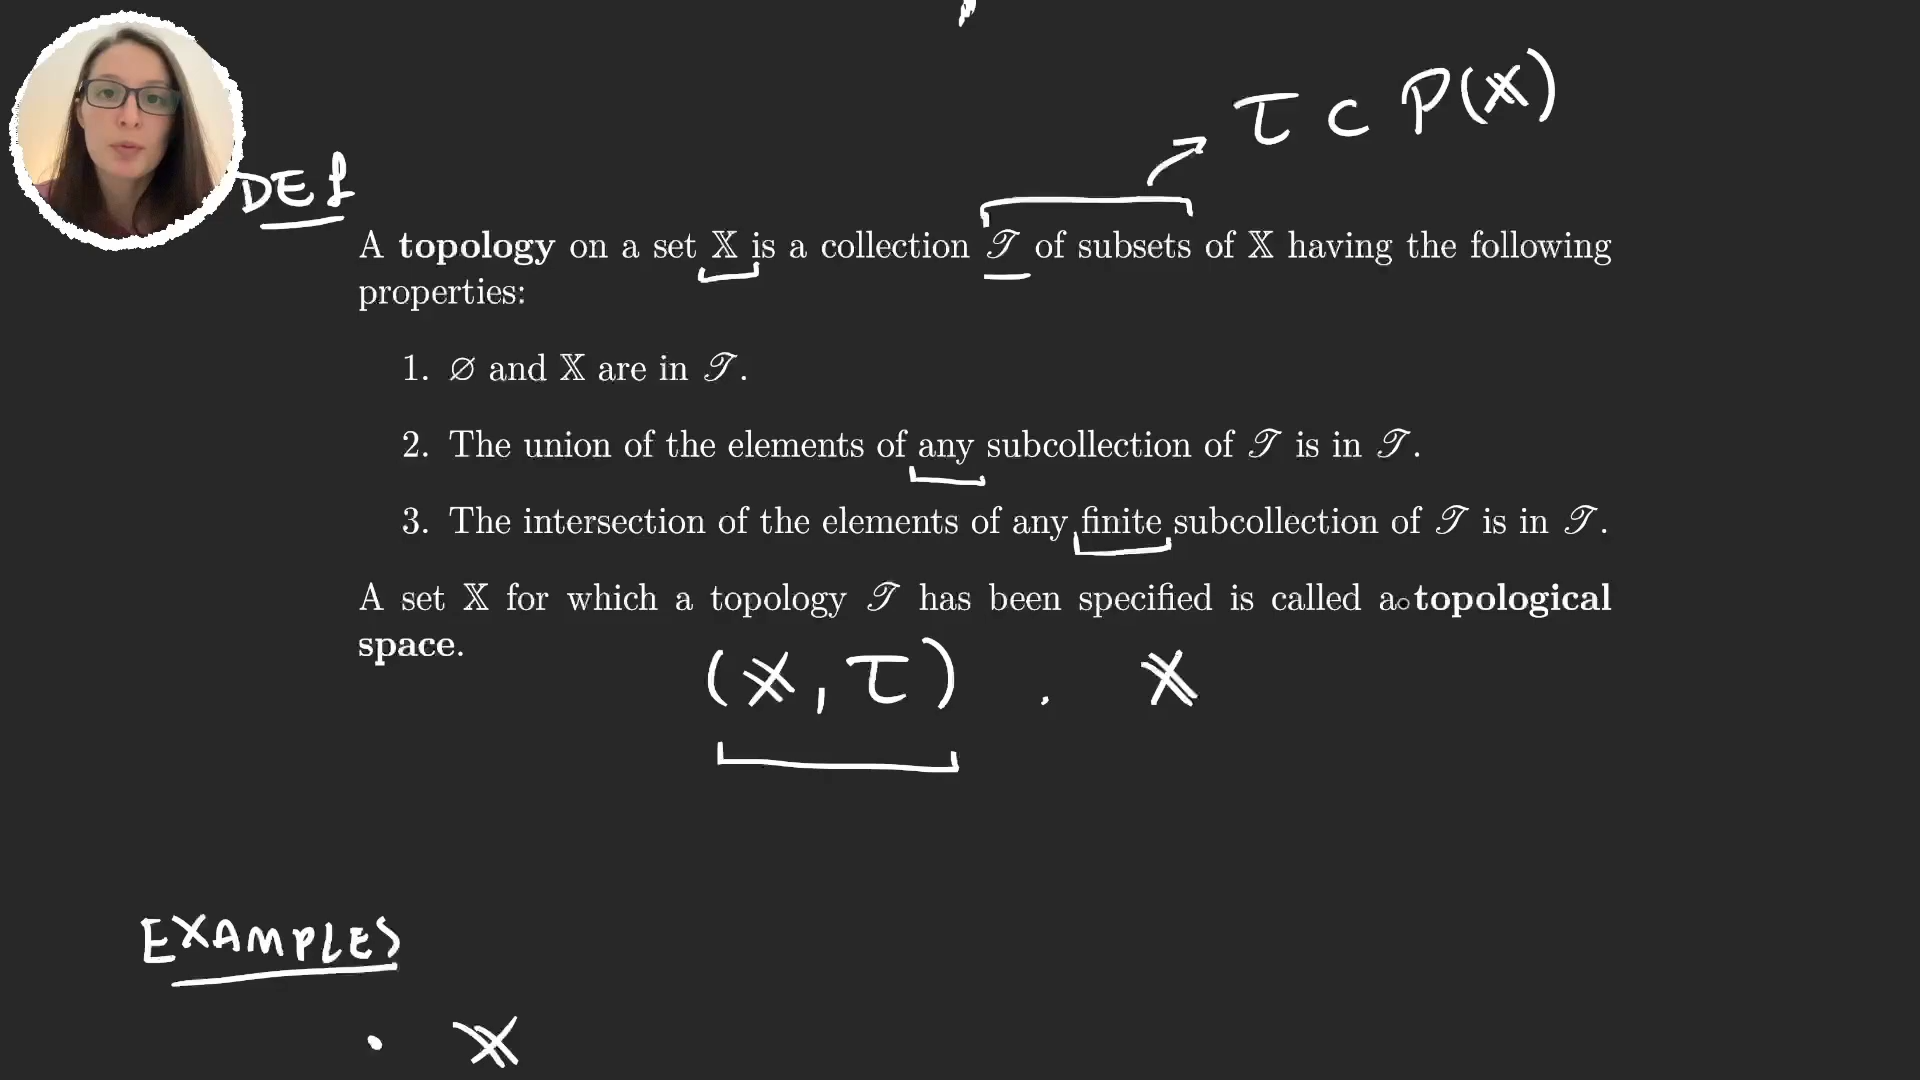 τ ⊂ P(𝕏)
DEf
A topology on a set 𝕏 is a collection 𝒯 of subsets of 𝕏 having the following
properties:
1. ∅ and 𝕏 are in 𝒯.
2. The union of the elements of any subcollection of 𝒯 is in 𝒯.
3. The intersection of the elements of any finite subcollection of 𝒯 is in 𝒯.
A set 𝕏 for which a topology 𝒯 has been specified is called a topological
space.
(𝕏, τ) . 𝕏
EXAMPLES
• 𝕏